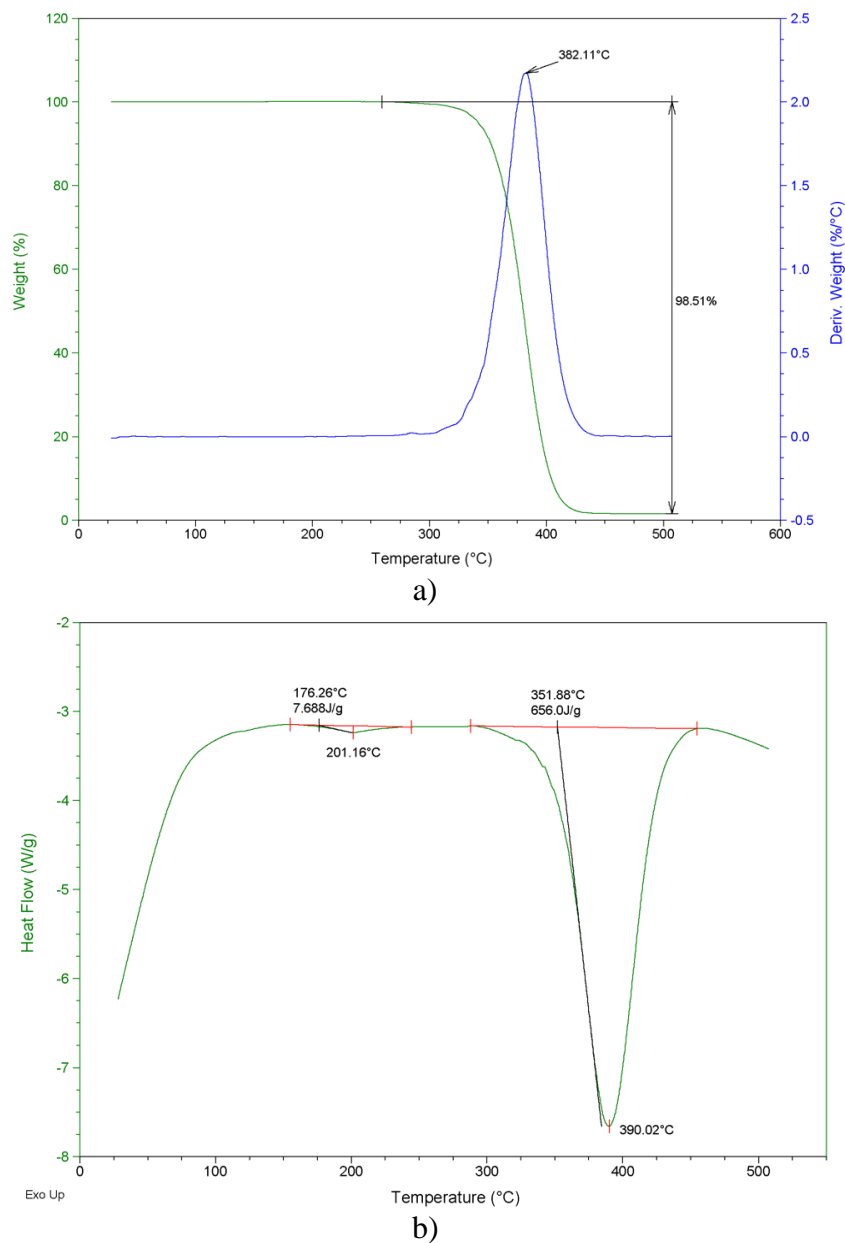 120
100
80
60
40
20
0
Weight (%)
382.11°C
98.51%
2.5
2.0
1.5
1.0
0.5
0.0
-0.5
Deriv. Weight (%/°C)
0
100
200
300
400
500
600
Temperature (°C)
a)
-2
-3
-4
-5
-6
-7
-8
Heat Flow (W/g)
176.26°C
7.688J/g
201.16°C
351.88°C
656.0J/g
390.02°C
0
100
200
300
400
500
Exo Up
Temperature (°C)
b)